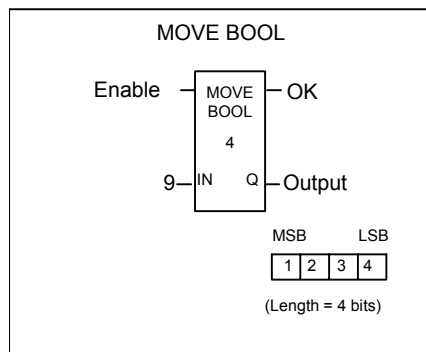 MOVE BOOL
Enable
MOVE
BOOL
OK
4
9
IN
Q
Output
MSB LSB
1 2 3 4
(Length = 4 bits)